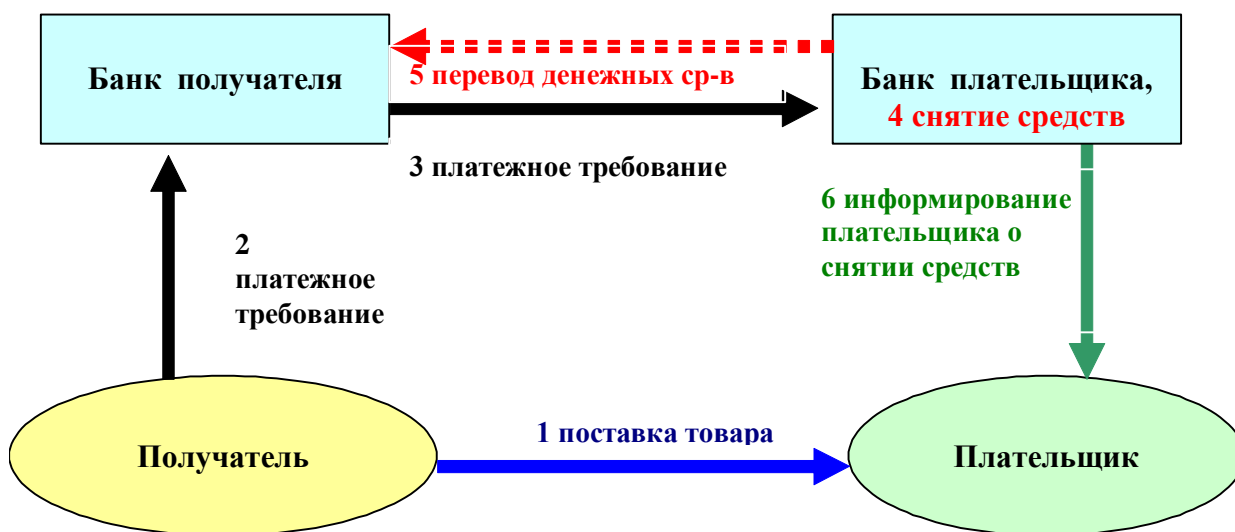 Банк получателя
5 перевод денежных ср-в
Банк плательщика,
4 снятие средств
3 платежное требование
6 информирование
плательщика о
снятии средств
2
платежное
требование
1 поставка товара
Получатель
Плательщик